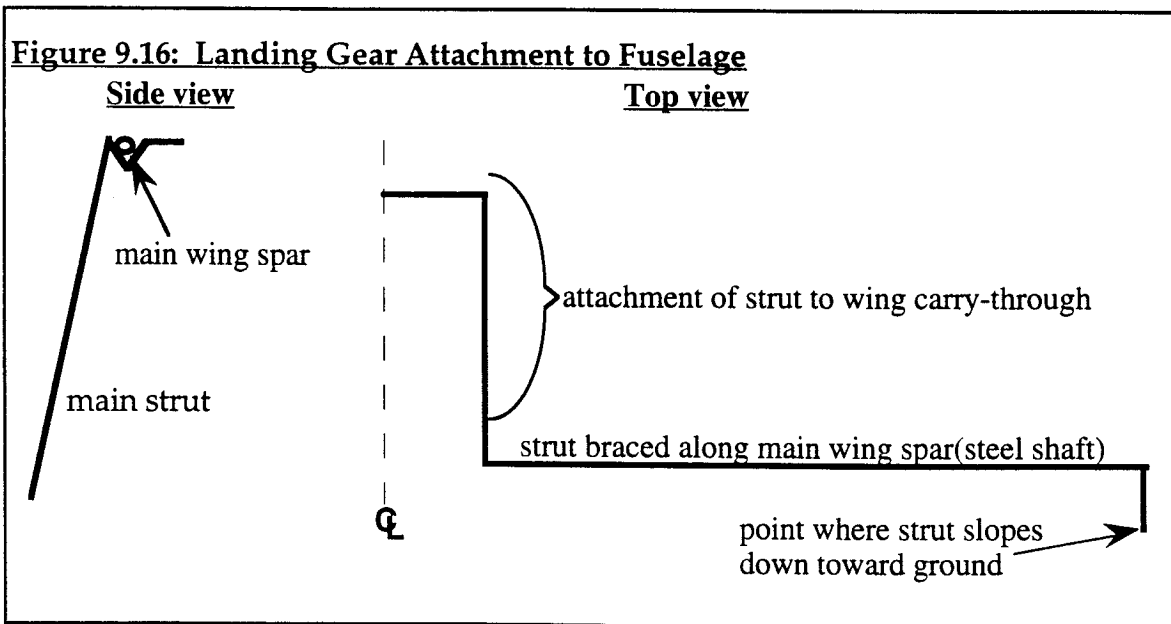 Figure 9.16: Landing Gear Attachment to Fuselage
Side view
Top view
main wing spar
attachment of strut to wing carry-through
main strut
strut braced along main wing spar(steel shaft)
℄
point where strut slopes
down toward ground